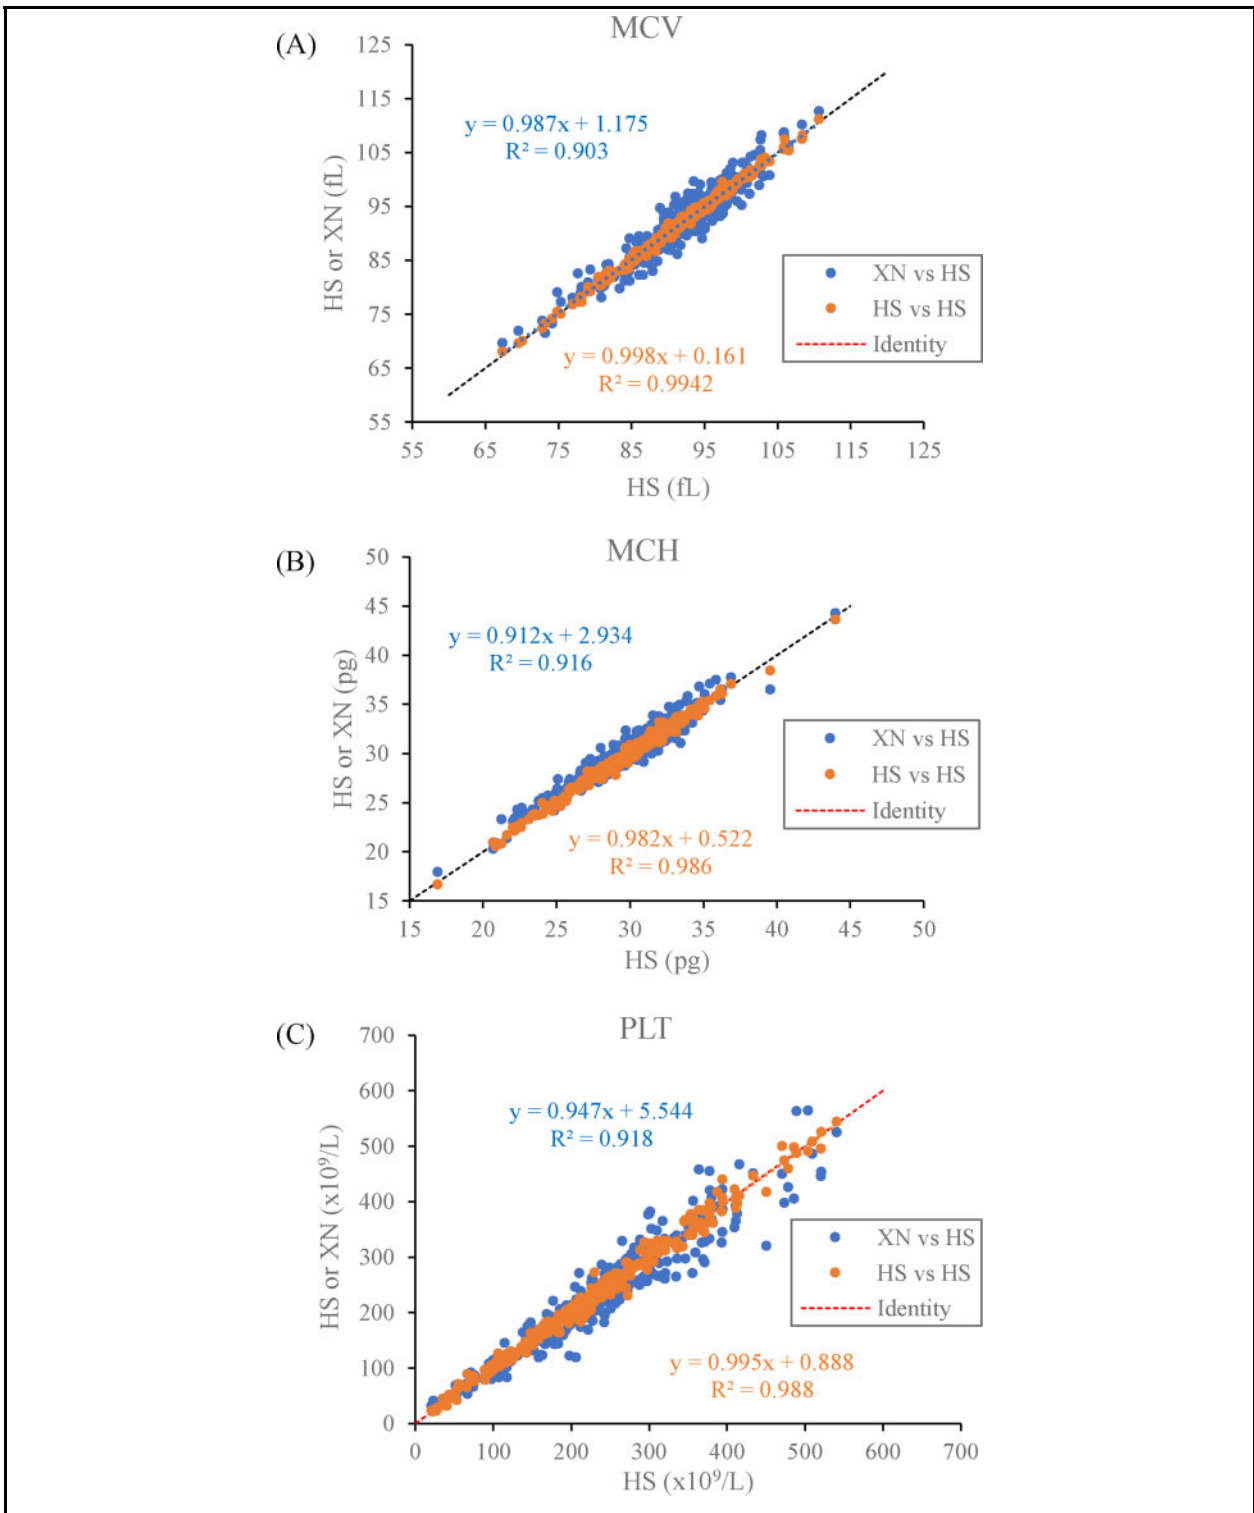 (A)
MCV
125
115
105
95
85
75
65
55
HS or XN (fL)
y = 0.987x + 1.175
R² = 0.903
XN vs HS
HS vs HS
Identity
y = 0.998x + 0.161
R² = 0.9942
55 65 75 85 95 105 115 125
HS (fL)
(B)
MCH
50
45
40
35
30
25
20
15
HS or XN (pg)
y = 0.912x + 2.934
R² = 0.916
XN vs HS
HS vs HS
Identity
y = 0.982x + 0.522
R² = 0.986
15 20 25 30 35 40 45 50
HS (pg)
(C)
PLT
700
600
500
400
300
200
100
0
HS or XN (x10⁹/L)
y = 0.947x + 5.544
R² = 0.918
XN vs HS
HS vs HS
Identity
y = 0.995x + 0.888
R² = 0.988
0 100 200 300 400 500 600 700
HS (x10⁹/L)